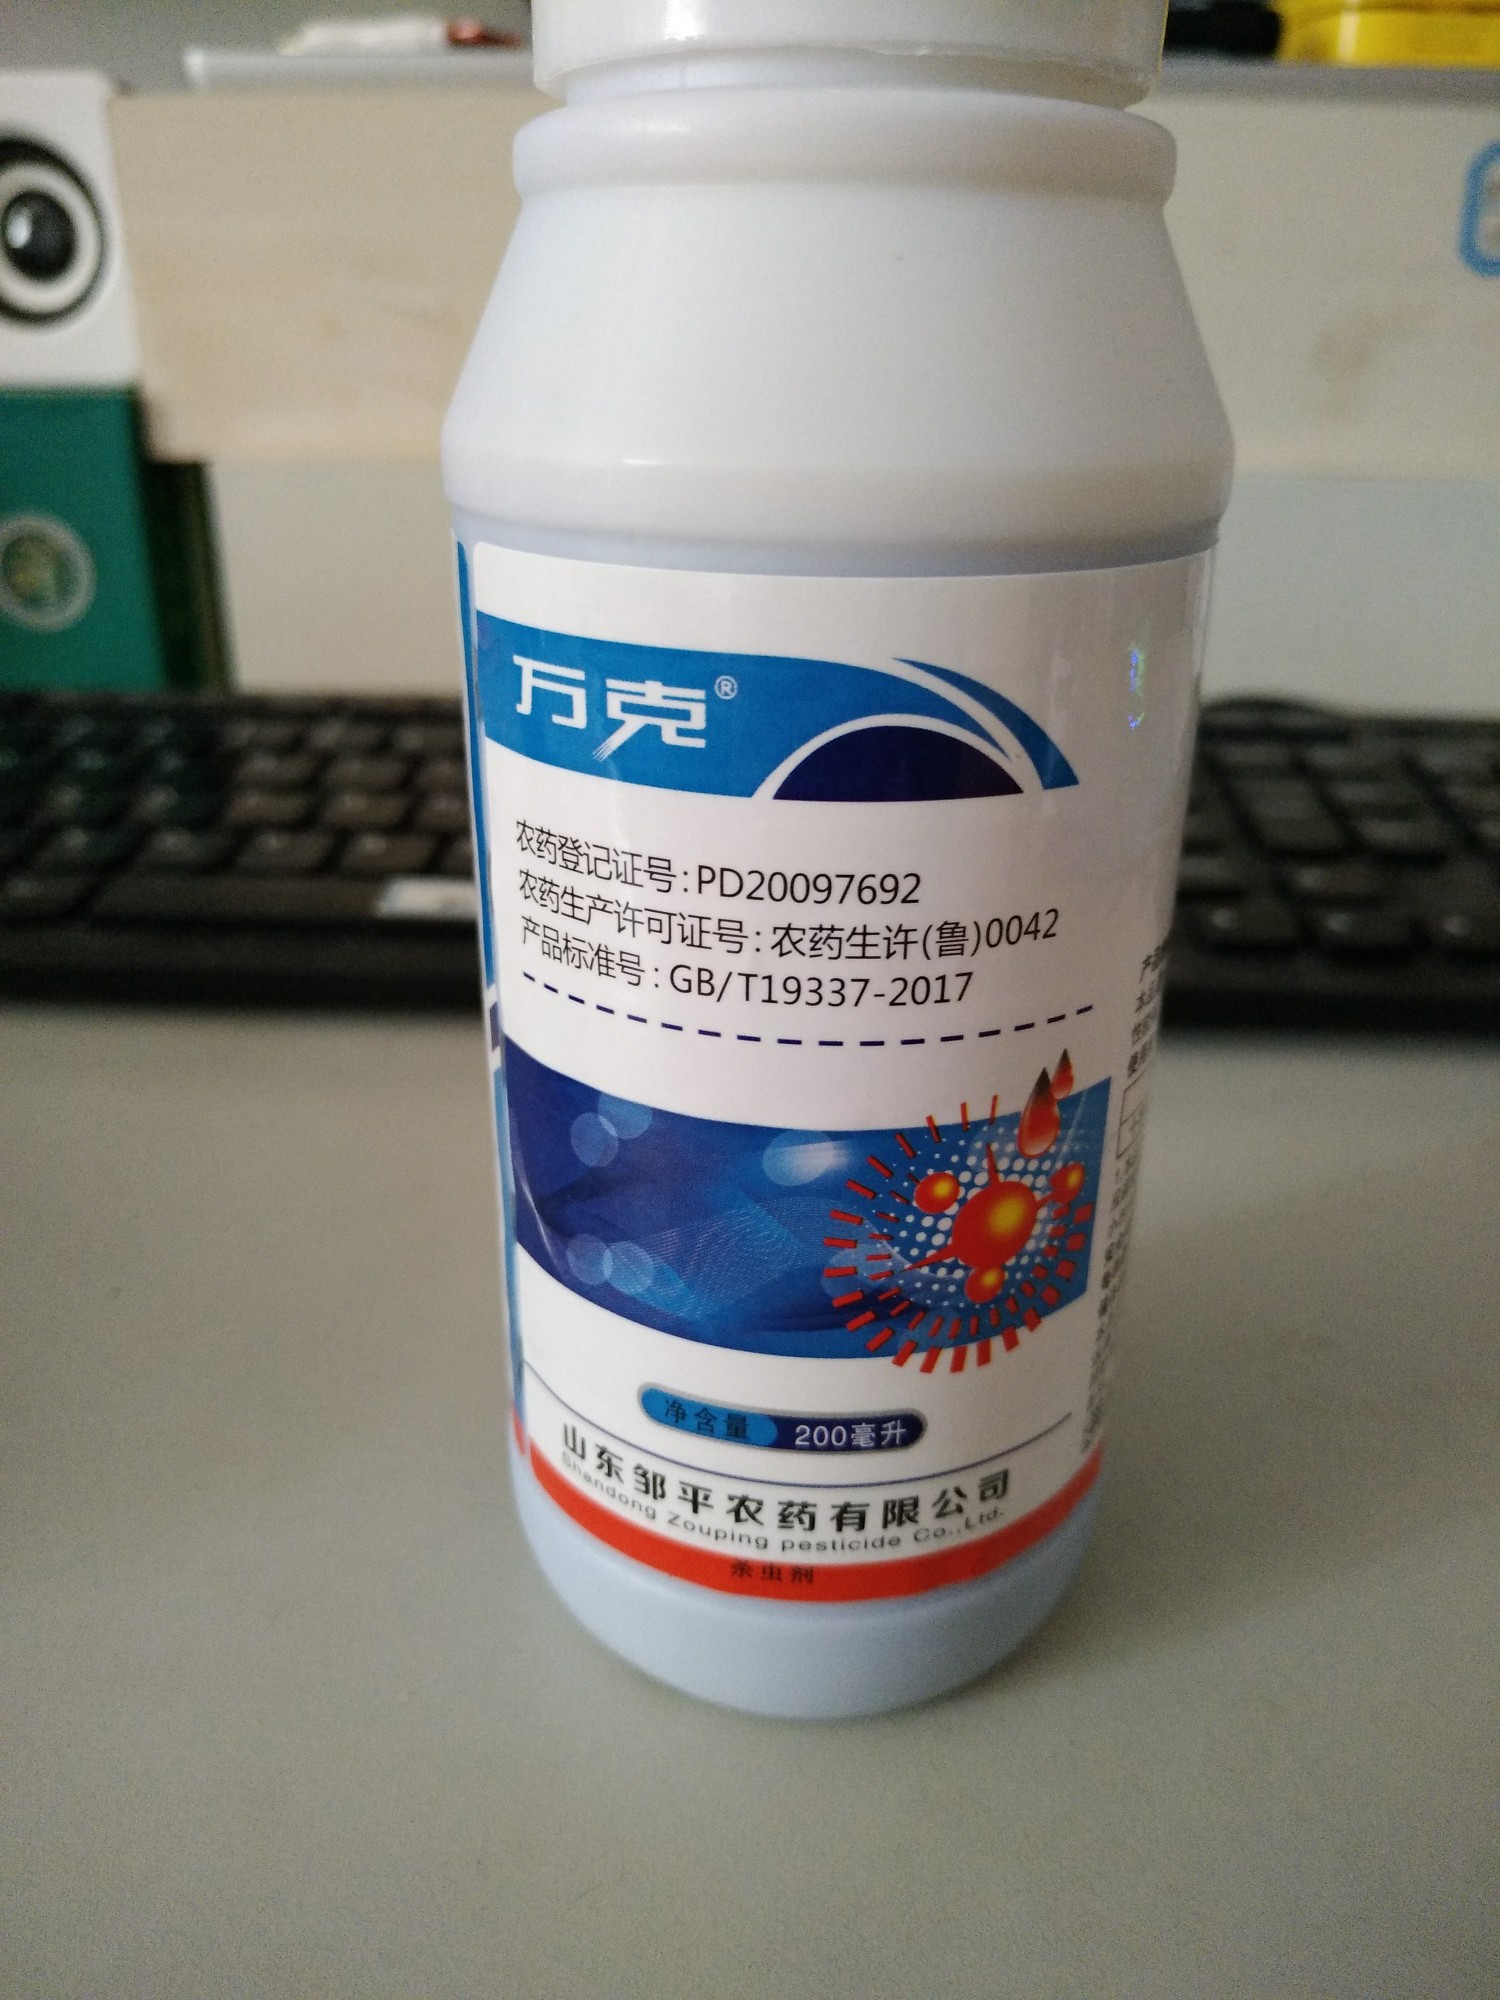 万克®
农药登记证号:PD20097692
农药生产许可证号:农药生许(鲁)0042
产品标准号:GB/T19337-2017
净含量 200毫升
山东邹平农药有限公司
Shandong Zouping pesticide Co.,Ltd.
杀虫剂